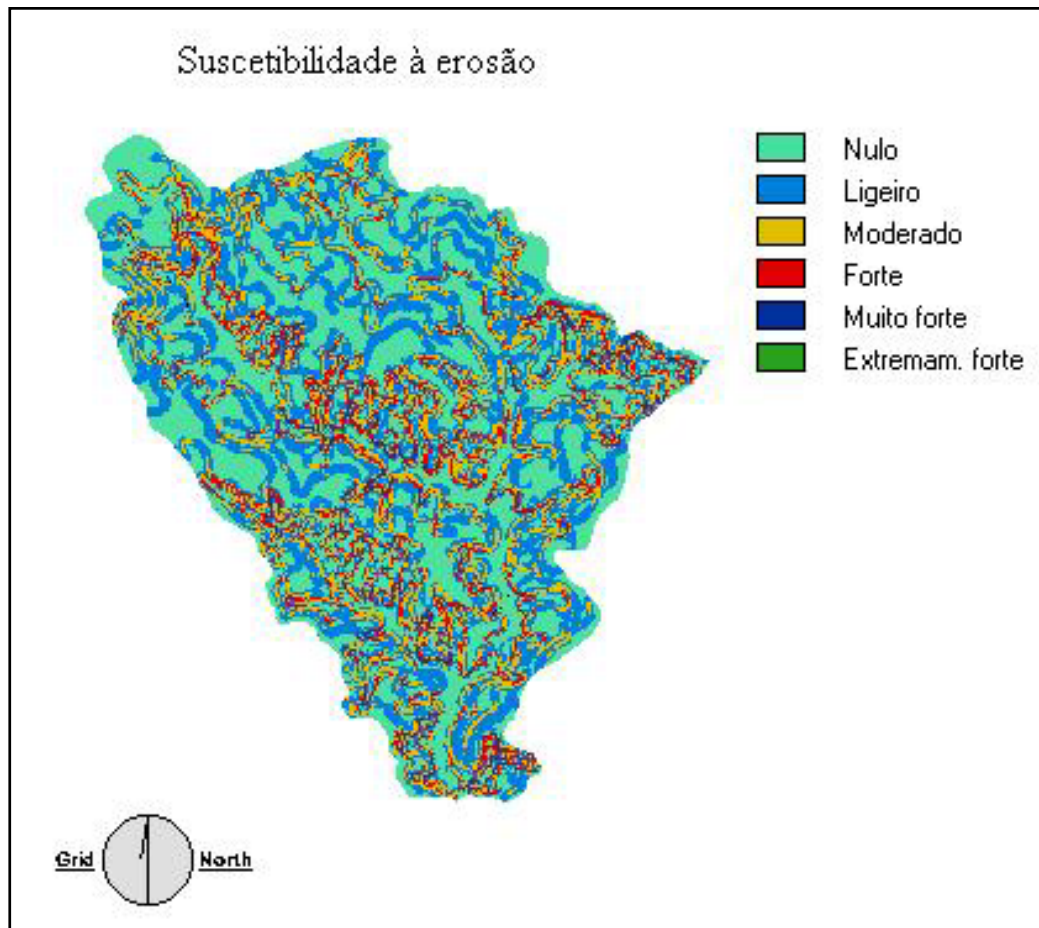 Suscetibilidade à erosão
Nulo
Ligeiro
Moderado
Forte
Muito forte
Extremam. forte
Grid North